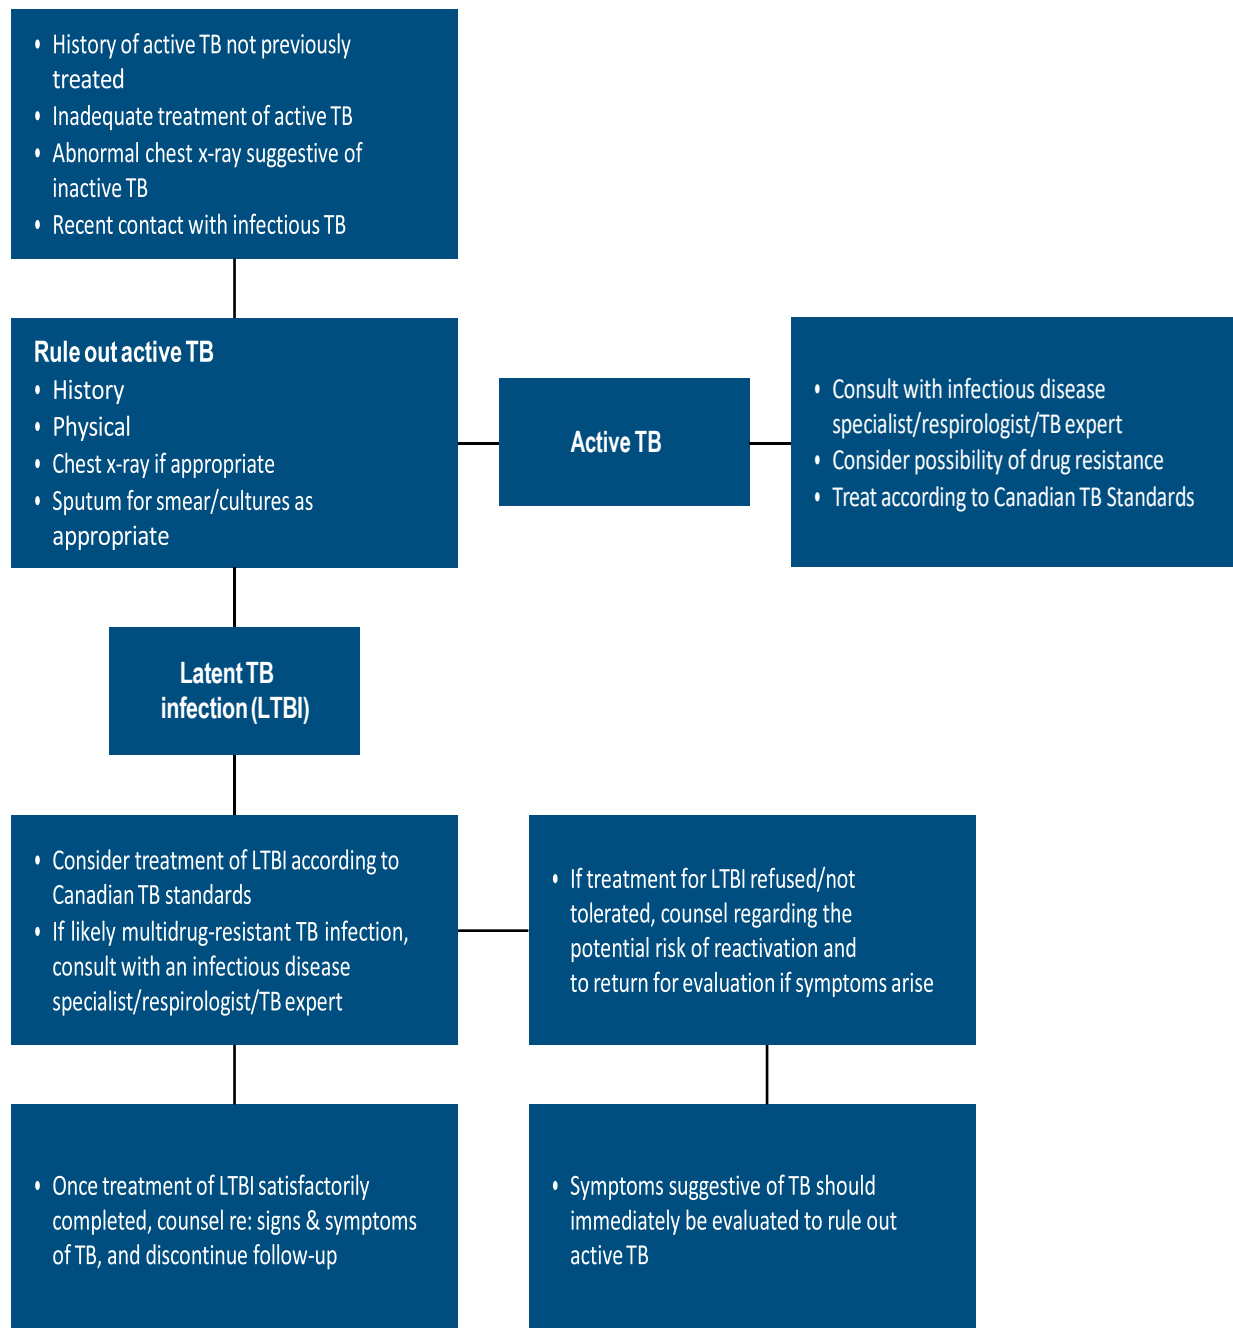 • History of active TB not previously
treated
• Inadequate treatment of active TB
• Abnormal chest x-ray suggestive of
inactive TB
• Recent contact with infectious TB
Rule out active TB
• History
• Physical
• Chest x-ray if appropriate
• Sputum for smear/cultures as
appropriate
Active TB
• Consult with infectious disease
specialist/respirologist/TB expert
• Consider possibility of drug resistance
• Treat according to Canadian TB Standards
Latent TB
infection (LTBI)
• Consider treatment of LTBI according to
Canadian TB standards
• If likely multidrug-resistant TB infection,
consult with an infectious disease
specialist/respirologist/TB expert
• If treatment for LTBI refused/not
tolerated, counsel regarding the
potential risk of reactivation and
to return for evaluation if symptoms arise
• Once treatment of LTBI satisfactorily
completed, counsel re: signs & symptoms
of TB, and discontinue follow-up
• Symptoms suggestive of TB should
immediately be evaluated to rule out
active TB